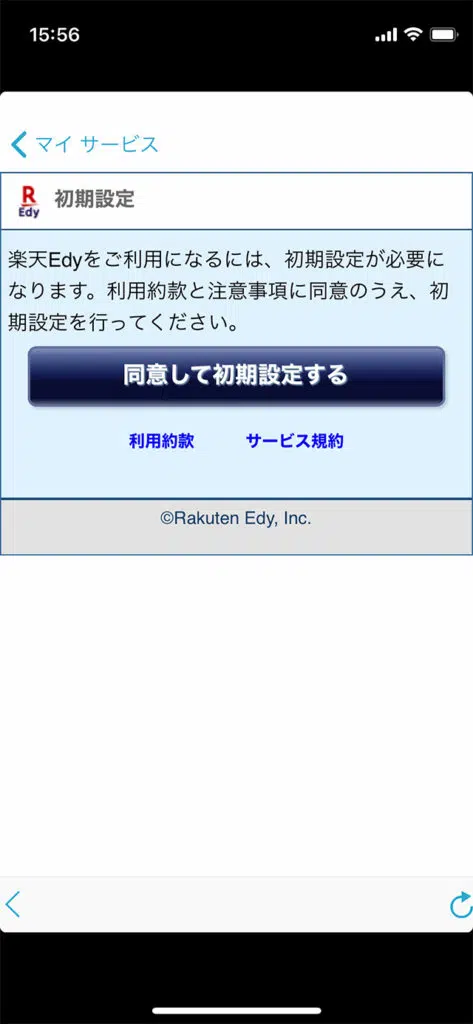 15:56
マイ サービス
R
Edy
初期設定
楽天Edyをご利用になるには、初期設定が必要に
なります。利用約款と注意事項に同意のうえ、初
期設定を行ってください。
同意して初期設定する
利用約款 サービス規約
©Rakuten Edy, Inc.